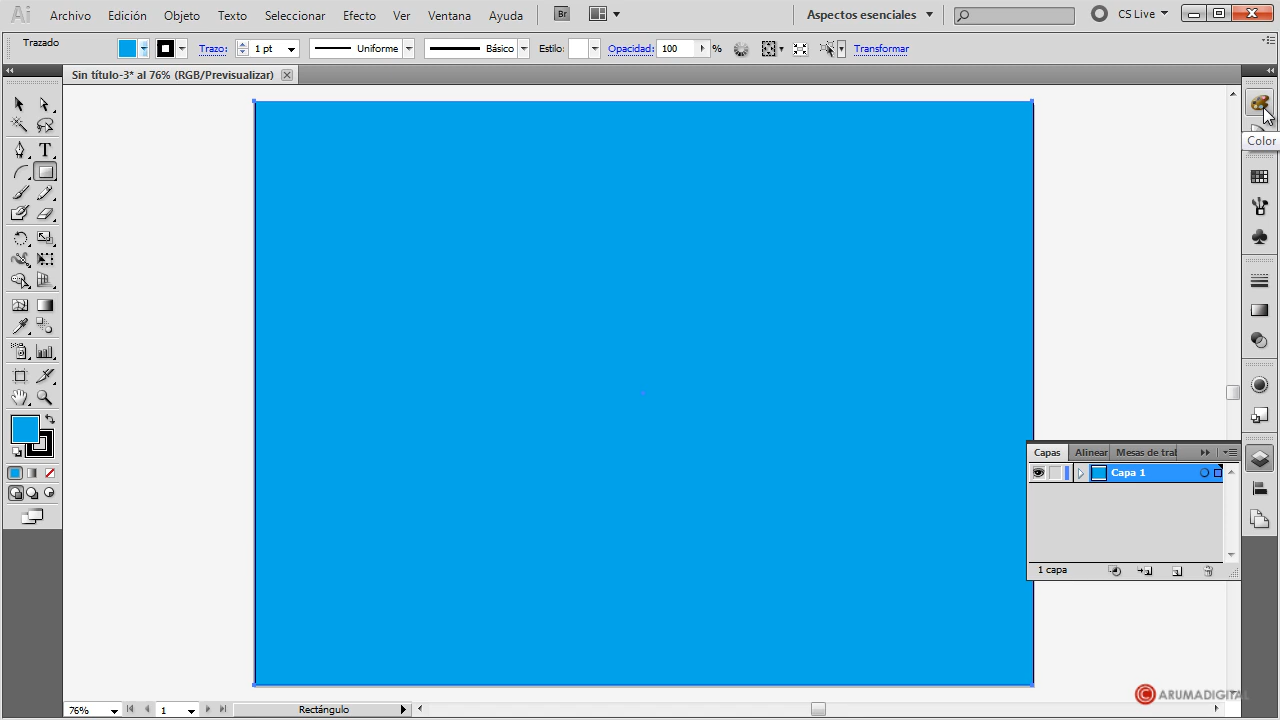 Ai Archivo Edición Objeto Texto Seleccionar Efecto Ver Ventana Ayuda Br Aspectos esenciales CS Live
Trazado Trazo: 1 pt Uniforme Básico Estilo: Opacidad: 100 % Transformar
Sin título-3* al 76% (RGB/Previsualizar)
Color
Capas Alinear Mesas de tral
Capa 1
1 capa
C ARUMADIGITAL
76% 1 Rectángulo